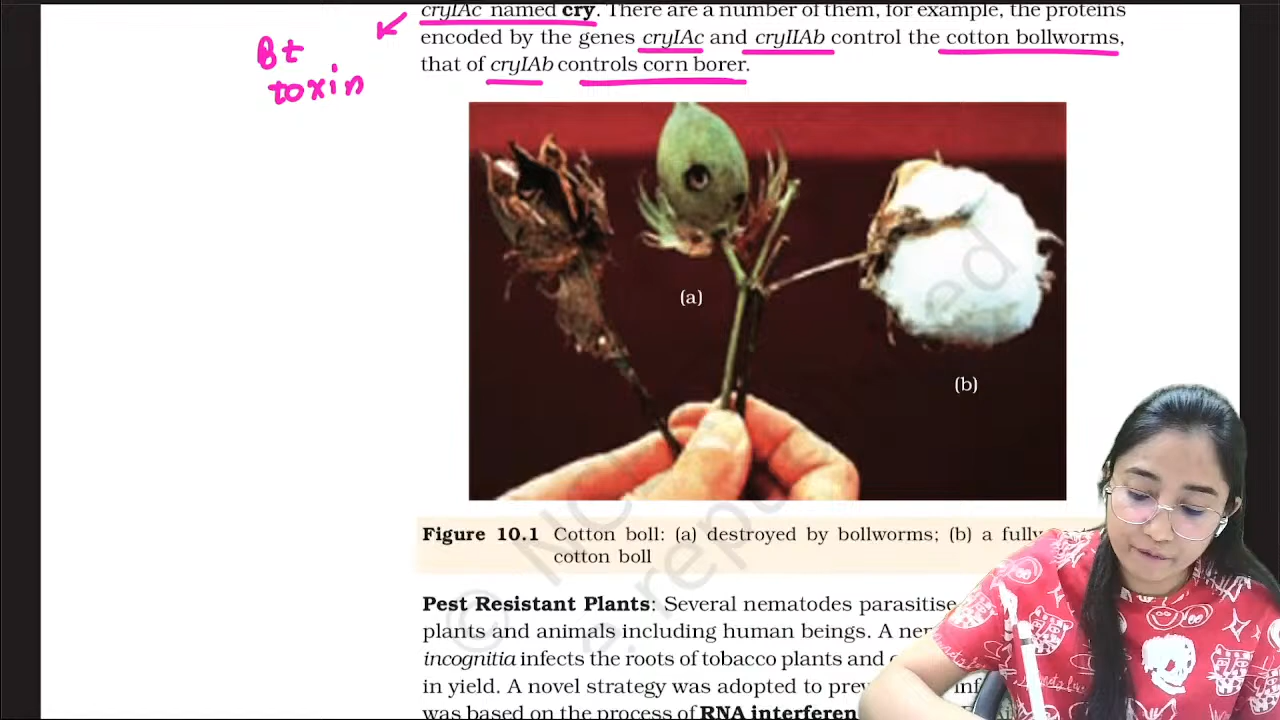 cryIAc named cry. There are a number of them, for example, the proteins
encoded by the genes cryIAc and cryIIAb control the cotton bollworms,
that of cryIAb controls corn borer.
Bt
toxin
(a)
(b)
Figure 10.1 Cotton boll: (a) destroyed by bollworms; (b) a fully
cotton boll
Pest Resistant Plants: Several nematodes parasitise
plants and animals including human beings. A
incognitia infects the roots of tobacco plants and
in yield. A novel strategy was adopted to
was based on the process of RNA